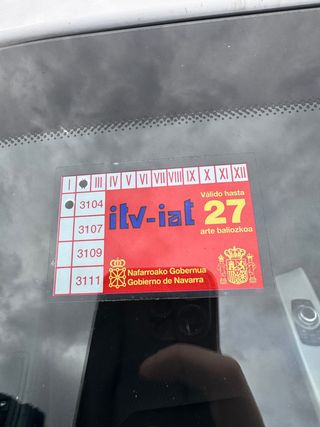 I III IV V VI VII VIII IX X XI XII
3104
3107
3109
3111
itv-iat
Válido hasta
27
arte baliozkoa
Nafarroako Gobernua
Gobierno de Navarra